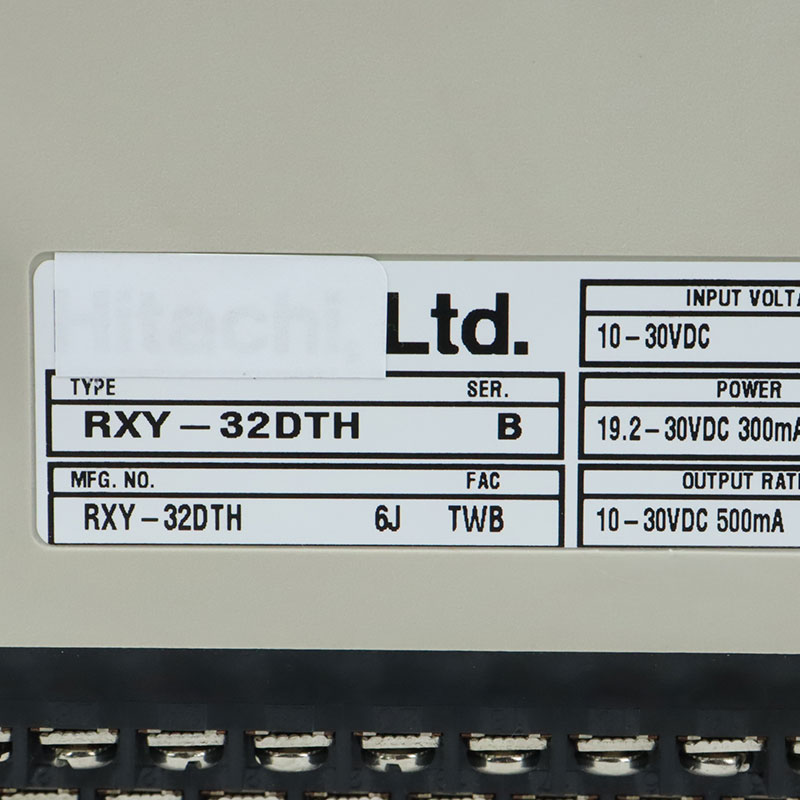 Hitachi, Ltd.
TYPE SER.
RXY-32DTH B
MFG. NO. FAC
RXY-32DTH 6J TWB
INPUT VOLTA
10-30VDC
POWER
19.2-30VDC 300mA
OUTPUT RATI
10-30VDC 500mA